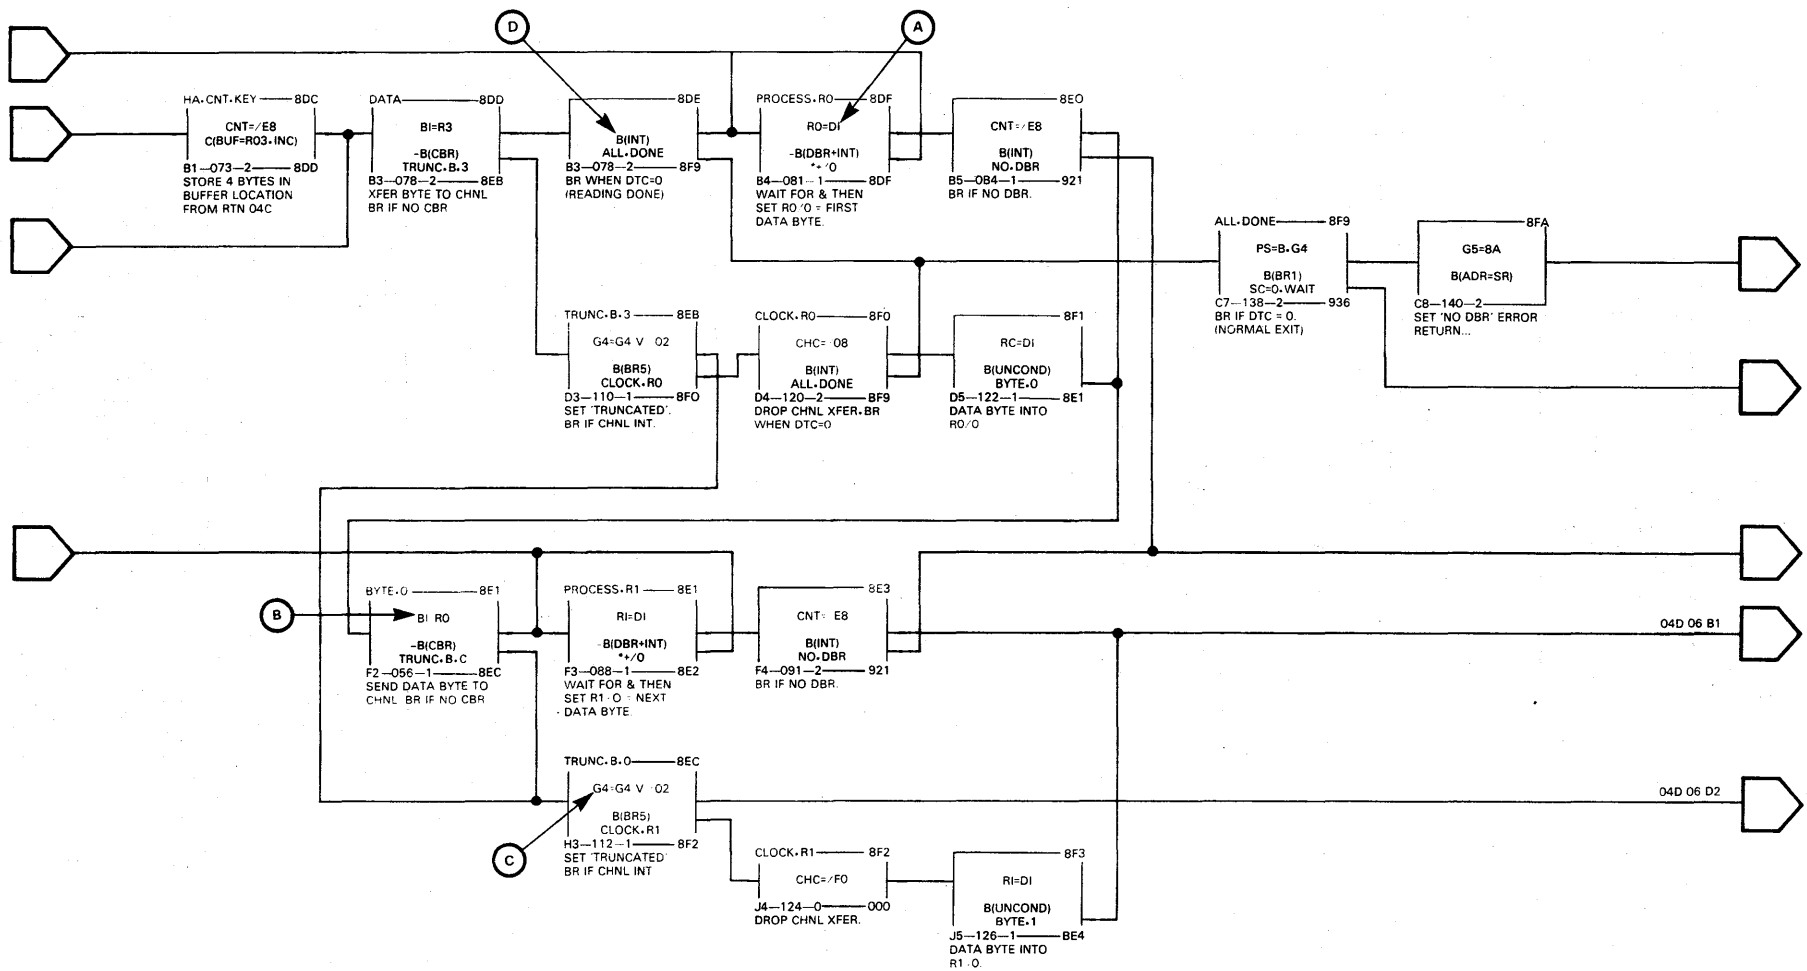 D
A
HA.CNT.KEY 8DC
CNT=/E8
C(BUF=R03.INC)
B1—073—2 8DD
STORE 4 BYTES IN
BUFFER LOCATION
FROM RTN 04C
DATA 8DD
BI=R3
-B(CBR)
TRUNC.B.3
B3—078—2 8EB
XFER BYTE TO CHNL
BR IF NO CBR
8DE
B(INT)
ALL.DONE
B3—078—2 8F9
BR WHEN DTC=0
(READING DONE)
PROCESS.R0 8DF
R0=DI
-B(DBR+INT)
*+/0
B4—081—1 8DF
WAIT FOR & THEN
SET R0/0 = FIRST
DATA BYTE.
8E0
CNT=/E8
B(INT)
NO.DBR
B5—0B4—1 921
BR IF NO DBR.
ALL.DONE 8F9
PS=B.G4
B(BR1)
SC=0.WAIT
C7—138—2 936
BR IF DTC = 0.
(NORMAL EXIT)
8FA
G5=8A
B(ADR=SR)
C8—140—2
SET 'NO DBR' ERROR
RETURN...
TRUNC.B.3 8EB
G4=G4 V 02
B(BR5)
CLOCK.R0
D3—110—1 8F0
SET 'TRUNCATED'.
BR IF CHNL INT.
CLOCK.R0 8F0
CHC= 08
B(INT)
ALL.DONE
D4—120—2 BF9
DROP CHNL XFER.BR
WHEN DTC=0
8F1
RC=DI
B(UNCOND)
BYTE.0
D5—122—1 8E1
DATA BYTE INTO
R0/0
B
BYTE.0 8E1
BI R0
-B(CBR)
TRUNC.B.C
F2—056—1 8EC
SEND DATA BYTE TO
CHNL BR IF NO CBR
PROCESS.R1 8E1
RI=DI
-B(DBR+INT)
*+/0
F3—088—1 8E2
WAIT FOR & THEN
SET R1·0 = NEXT
DATA BYTE.
8E3
CNT= E8
B(INT)
NO.DBR
F4—091—2 921
BR IF NO DBR.
04D 06 B1
TRUNC.B.0 8EC
G4=G4 V 02
B(BR5)
CLOCK.R1
H3—112—1 8F2
SET 'TRUNCATED'
BR IF CHNL INT
C
04D 06 D2
CLOCK.R1 8F2
CHC=/F0
J4—124—0 000
DROP CHNL XFER.
8F3
RI=DI
B(UNCOND)
BYTE.1
J5—126—1 BE4
DATA BYTE INTO
R1·0.